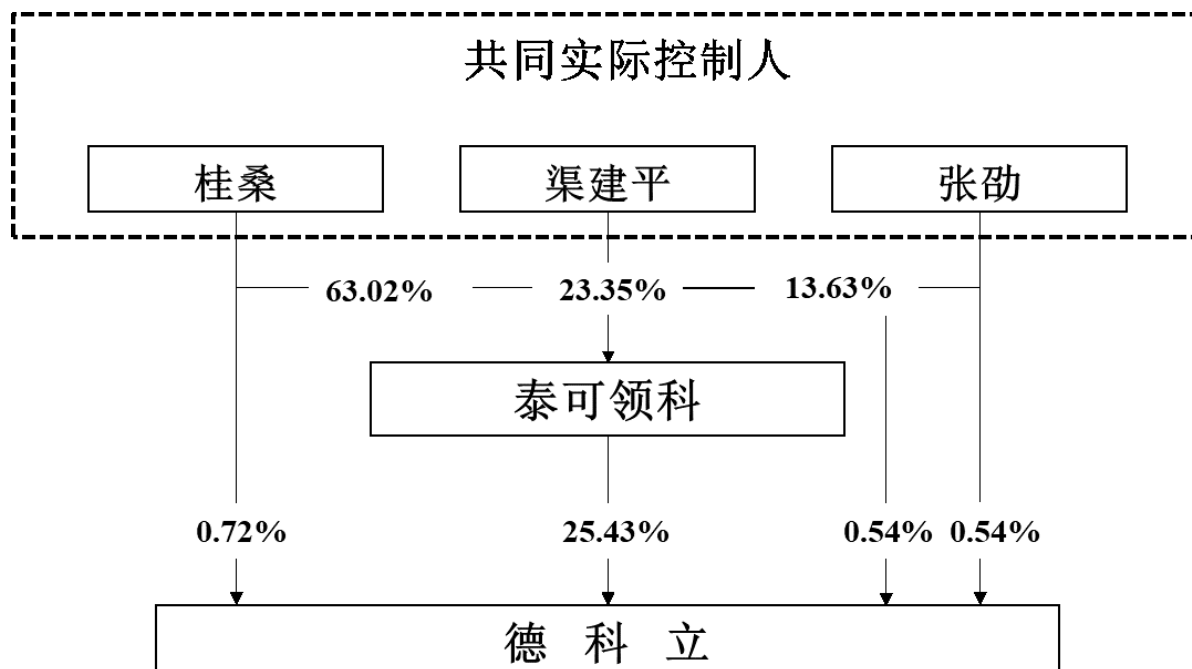 共同实际控制人
桂桑
渠建平
张劭
63.02%
23.35%
13.63%
泰可领科
0.72%
25.43%
0.54%
0.54%
德 科 立